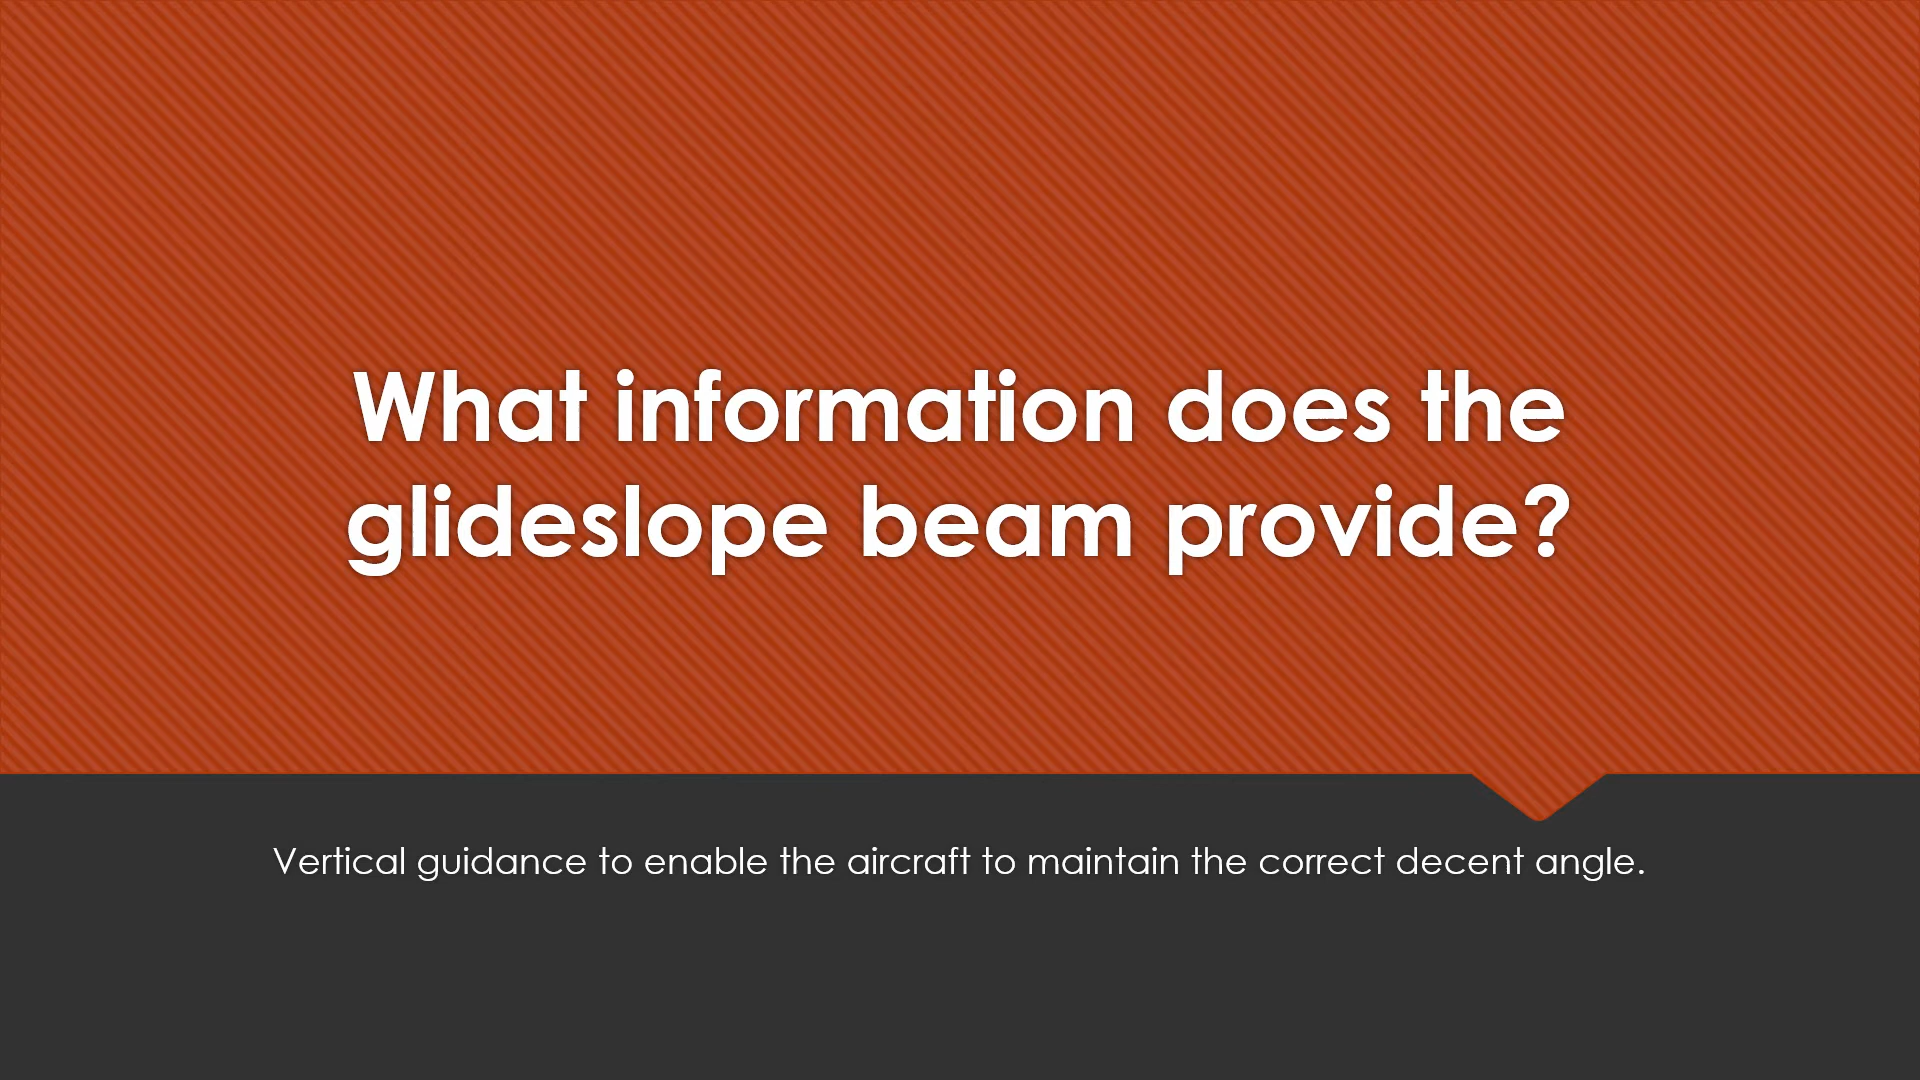 What information does the
glideslope beam provide?
Vertical guidance to enable the aircraft to maintain the correct decent angle.